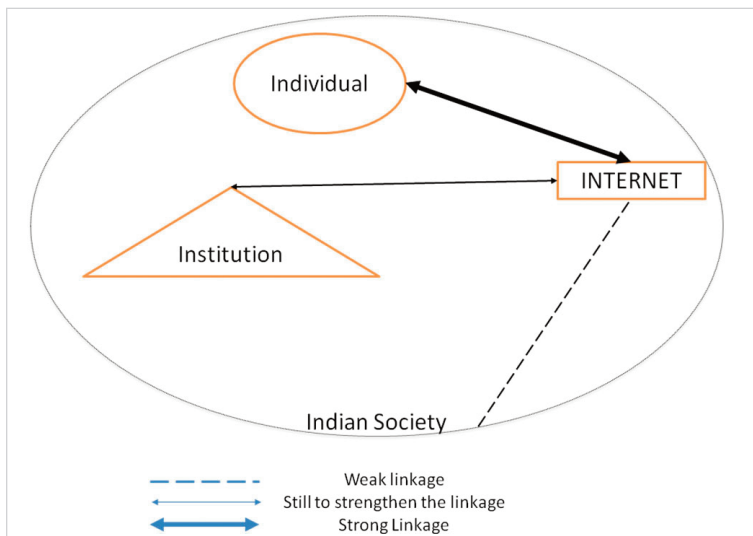 Individual
INTERNET
Institution
Indian Society
Weak linkage
Still to strengthen the linkage
Strong Linkage